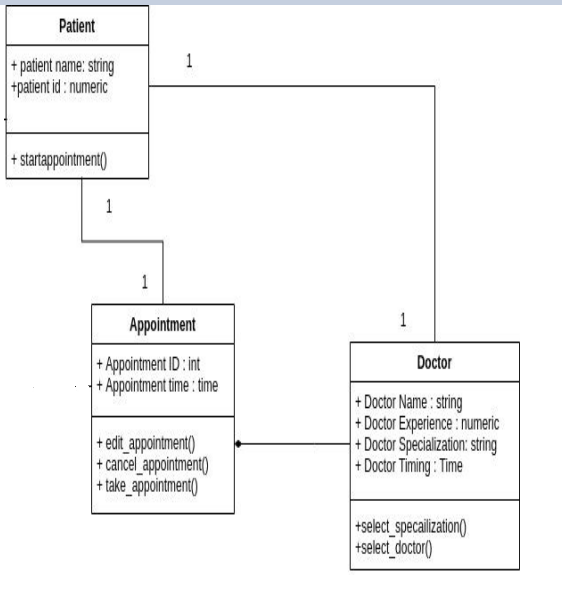 Patient
+ patient name: string
+patient id : numeric
+ startappointment()
1
1
1
1
Appointment
+ Appointment ID : int
+ Appointment time : time
+ edit_appointment()
+ cancel_appointment()
+ take_appointment()
Doctor
+ Doctor Name : string
+ Doctor Experience : numeric
+ Doctor Specialization: string
+ Doctor Timing : Time
+select_specailization()
+select_doctor()